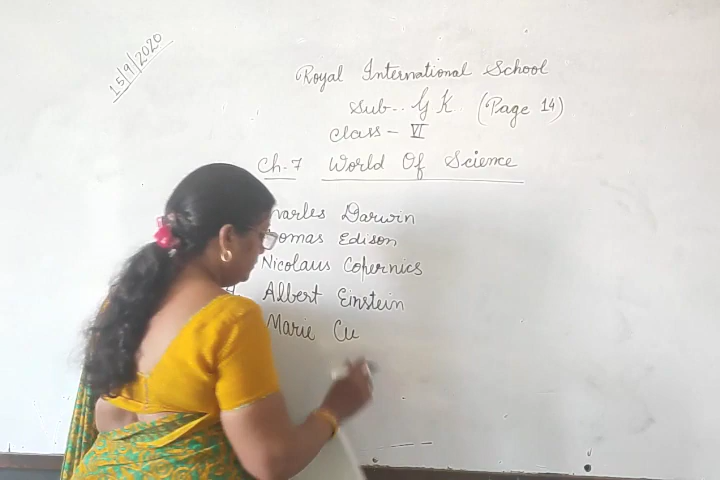 15/9/2020
Royal International School
Sub.. G K. (Page 14)
Class - VI
Ch-7 World Of Science
harles Darwin
omas Edison
Nicolaus Copernics
Albert Einstein
Marie Cu